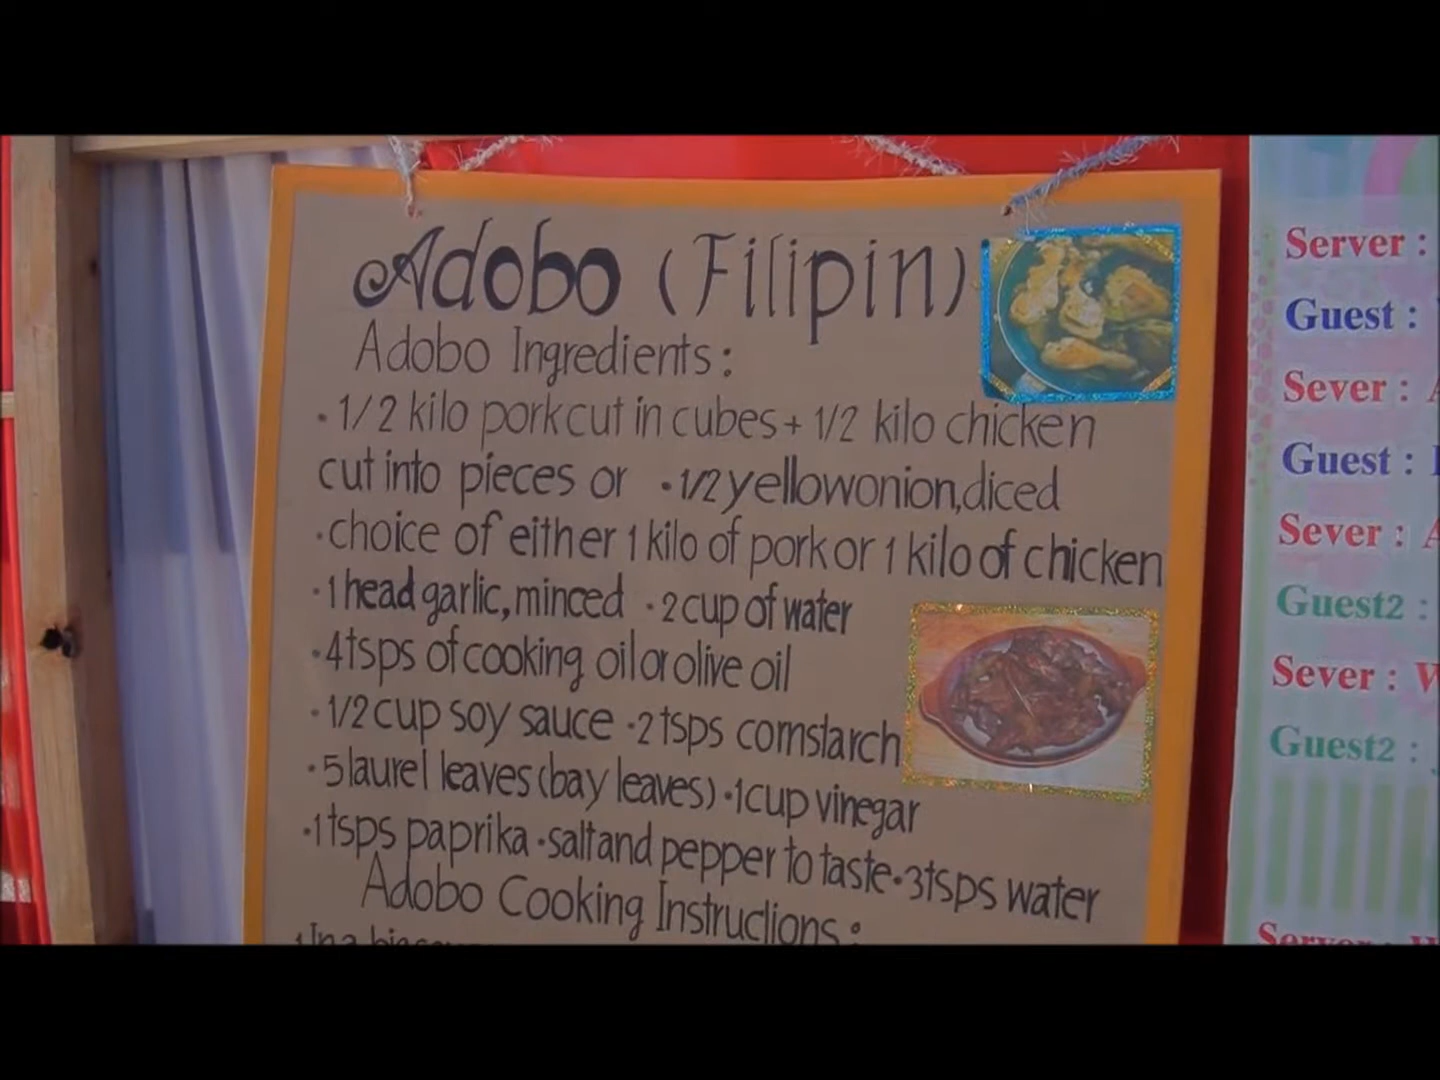 Adobo (Filipin)
Adobo Ingredients :
• 1/2 kilo pork cut in cubes + 1/2 kilo chicken
cut into pieces or • 1/2 yellow onion, diced
• choice of either 1 kilo of pork or 1 kilo of chicken
• 1 head garlic, minced • 2 cup of water
• 4 tsps of cooking oil or olive oil
• 1/2 cup soy sauce • 2 tsps cornstarch
• 5 laurel leaves (bay leaves) • 1 cup vinegar
• 1 tsps paprika • salt and pepper to taste • 3 tsps water
Adobo Cooking Instructions :
1 In a big
Server :
Guest :
Sever :
Guest :
Sever :
Guest2 :
Sever :
Guest2 :
Server :